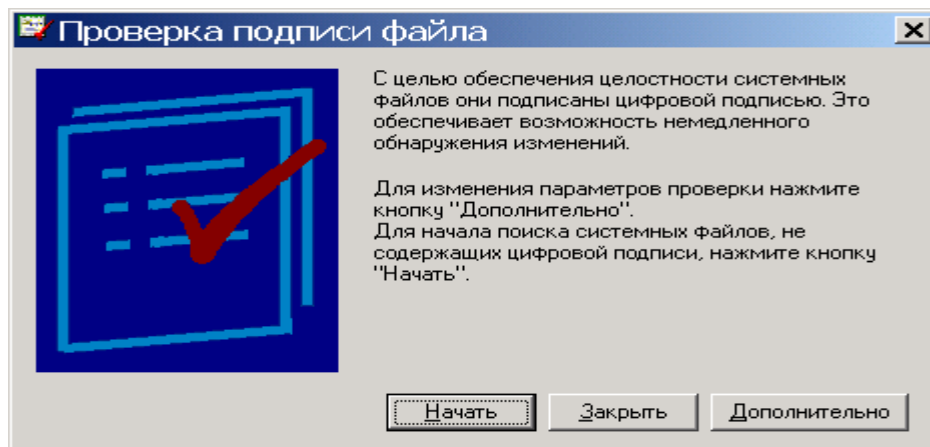 Проверка подписи файла
С целью обеспечения целостности системных
файлов они подписаны цифровой подписью. Это
обеспечивает возможность немедленного
обнаружения изменений.
Для изменения параметров проверки нажмите
кнопку "Дополнительно".
Для начала поиска системных файлов, не
содержащих цифровой подписи, нажмите кнопку
"Начать".
Начать Закрыть Дополнительно